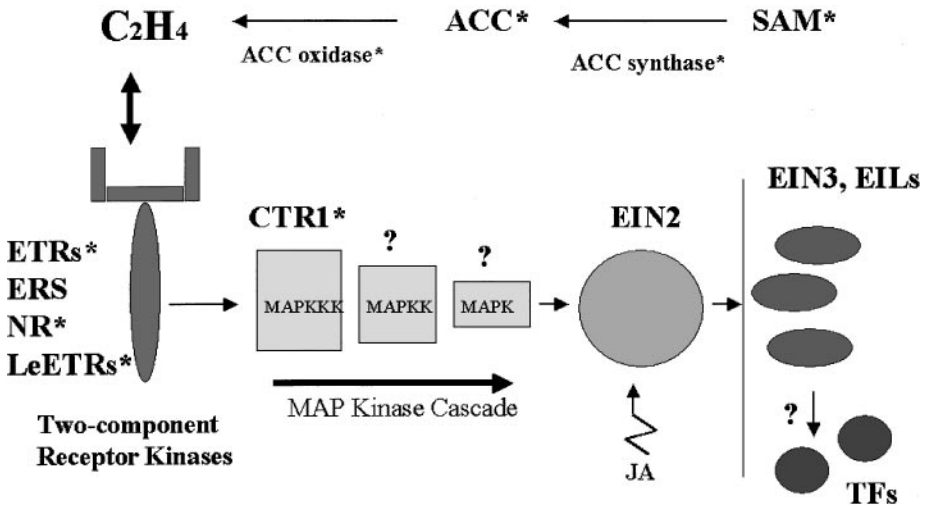 C₂H₄
ACC*
SAM*
ACC oxidase*
ACC synthase*
EIN3, EILs
CTR1*
EIN2
?
?
ETRs*
ERS
NR*
LeETRs*
MAPKKK
MAPKK
MAPK
MAP Kinase Cascade
Two-component
Receptor Kinases
JA
?
TFs